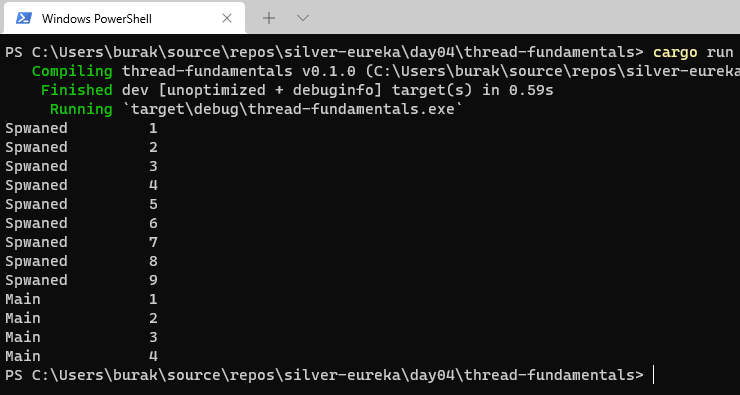 Windows PowerShell
PS C:\Users\burak\source\repos\silver-eureka\day04\thread-fundamentals> cargo run
Compiling thread-fundamentals v0.1.0 (C:\Users\burak\source\repos\silver-eureka
Finished dev [unoptimized + debuginfo] target(s) in 0.59s
Running `target\debug\thread-fundamentals.exe`
Spwaned 1
Spwaned 2
Spwaned 3
Spwaned 4
Spwaned 5
Spwaned 6
Spwaned 7
Spwaned 8
Spwaned 9
Main 1
Main 2
Main 3
Main 4
PS C:\Users\burak\source\repos\silver-eureka\day04\thread-fundamentals>